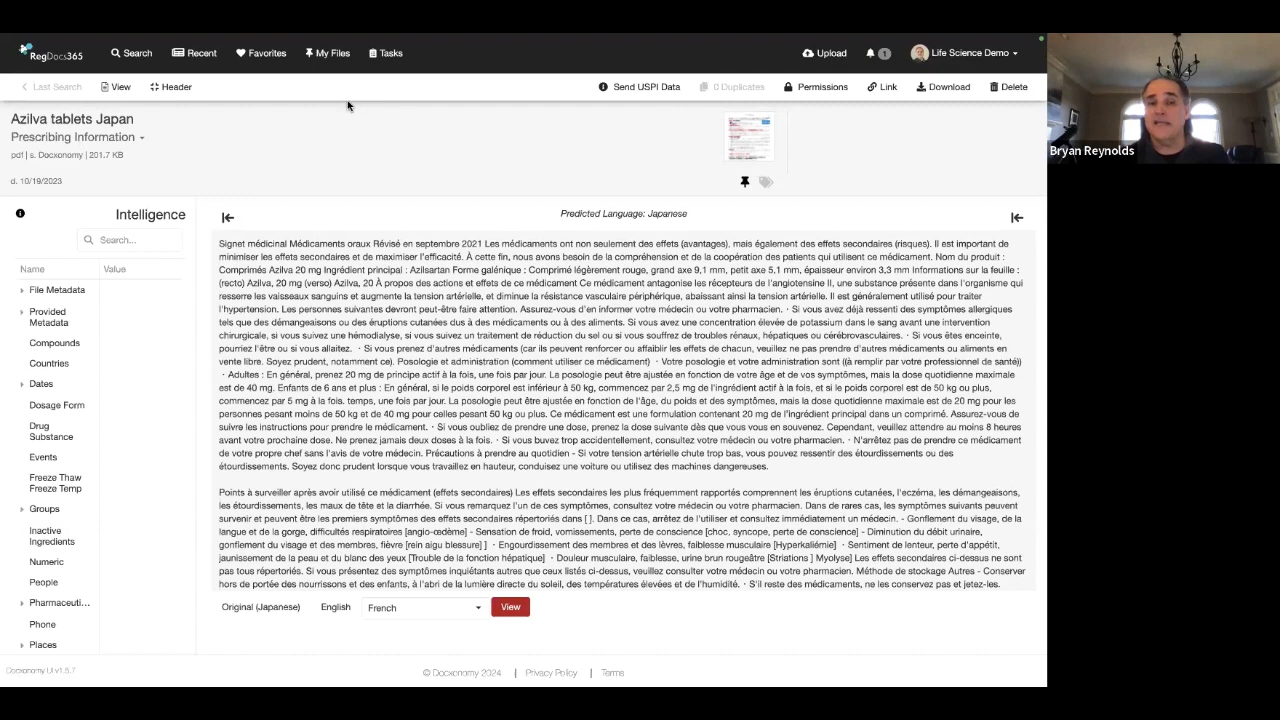 RegDocs365
Search
Recent
Favorites
My Files
Tasks
Upload
1
Life Science Demo
Last Search
View
Header
Send USPI Data
0 Duplicates
Permissions
Link
Download
Delete
Azilva tablets Japan
Prescribing Information
pdf | s. Docxonomy | 201.7 KB
d. 10/19/2023
Bryan Reynolds
Intelligence
Search...
Name Value
File Metadata
Provided
Metadata
Compounds
Countries
Dates
Dosage Form
Drug
Substance
Events
Freeze Thaw
Freeze Temp
Groups
Inactive
Ingredients
Numeric
People
Pharmaceuti...
Phone
Places
Predicted Language: Japanese
Signet médicinal Médicaments oraux Révisé en septembre 2021 Les médicaments ont non seulement des effets (avantages), mais également des effets secondaires (risques). Il est important de
minimiser les effets secondaires et de maximiser l'efficacité. À cette fin, nous avons besoin de la compréhension et de la coopération des patients qui utilisent ce médicament. Nom du produit :
Comprimés Azilva 20 mg Ingrédient principal : Azilsartan Forme galénique : Comprimé légèrement rouge, grand axe 9,1 mm, petit axe 5,1 mm, épaisseur environ 3,3 mm Informations sur la feuille :
(recto) Azilva, 20 mg (verso) Azilva, 20 À propos des actions et effets de ce médicament Ce médicament antagonise les récepteurs de l'angiotensine II, une substance présente dans l'organisme qui
resserre les vaisseaux sanguins et augmente la tension artérielle, et diminue la résistance vasculaire périphérique, abaissant ainsi la tension artérielle. Il est généralement utilisé pour traiter
l'hypertension. Les personnes suivantes devront peut-être faire attention. Assurez-vous d'en informer votre médecin ou votre pharmacien. · Si vous avez déjà ressenti des symptômes allergiques
tels que des démangeaisons ou des éruptions cutanées dus à des médicaments ou à des aliments. Si vous avez une concentration élevée de potassium dans le sang avant une intervention
chirurgicale, si vous suivez une hémodialyse, si vous suivez un traitement de réduction du sel ou si vous souffrez de troubles rénaux, hépatiques ou cérébrovasculaires. · Si vous êtes enceinte,
pourriez l'être ou si vous allaitez. · Si vous prenez d'autres médicaments (car ils peuvent renforcer ou affaiblir les effets de chacun, veuillez ne pas prendre d'autres médicaments ou aliments en
vente libre. Soyez prudent, notamment ce). Posologie et administration (comment utiliser ce médicament) · Votre posologie et votre administration sont ((à remplir par votre professionnel de santé))
· Adultes : En général, prenez 20 mg de principe actif à la fois, une fois par jour. La posologie peut être ajustée en fonction de votre âge et de vos symptômes, mais la dose quotidienne maximale
est de 40 mg. Enfants de 6 ans et plus : En général, si le poids corporel est inférieur à 50 kg, commencez par 2,5 mg de l'ingrédient actif à la fois, et si le poids corporel est de 50 kg ou plus,
commencez par 5 mg à la fois. temps, une fois par jour. La posologie peut être ajustée en fonction de l'âge, du poids et des symptômes, mais la dose quotidienne maximale est de 20 mg pour les
personnes pesant moins de 50 kg et de 40 mg pour celles pesant 50 kg ou plus. Ce médicament est une formulation contenant 20 mg de l'ingrédient principal dans un comprimé. Assurez-vous de
suivre les instructions pour prendre le médicament. · Si vous oubliez de prendre une dose, prenez la dose suivante dès que vous vous en souvenez. Cependant, veuillez attendre au moins 8 heures
avant votre prochaine dose. Ne prenez jamais deux doses à la fois. · Si vous buvez trop accidentellement, consultez votre médecin ou votre pharmacien. · N'arrêtez pas de prendre ce médicament
de votre propre chef sans l'avis de votre médecin. Précautions à prendre au quotidien - Si votre tension artérielle chute trop bas, vous pouvez ressentir des étourdissements ou des
étourdissements. Soyez donc prudent lorsque vous travaillez en hauteur, conduisez une voiture ou utilisez des machines dangereuses.
Points à surveiller après avoir utilisé ce médicament (effets secondaires) Les effets secondaires les plus fréquemment rapportés comprennent les éruptions cutanées, l'eczéma, les démangeaisons,
les étourdissements, les maux de tête et la diarrhée. Si vous remarquez l'un de ces symptômes, consultez votre médecin ou votre pharmacien. Dans de rares cas, les symptômes suivants peuvent
survenir et peuvent être les premiers symptômes des effets secondaires répertoriés dans [ ]. Dans ce cas, arrêtez de l'utiliser et consultez immédiatement un médecin. - Gonflement du visage, de la
langue et de la gorge, difficultés respiratoires [angio-œdème] - Sensation de froid, vomissements, perte de conscience [choc, syncope, perte de conscience] - Diminution du débit urinaire,
gonflement du visage et des membres, fièvre [rein aigu blessure] ] · Engourdissement des membres et des lèvres, faiblesse musculaire [Hyperkaliémie] · Sentiment de lenteur, perte d'appétit,
jaunissement de la peau et du blanc des yeux [Trouble de la fonction hépatique] · Douleur musculaire, faiblesse, urine brun rougeâtre [Striations ] Myolyse] Les effets secondaires ci-dessus ne sont
pas tous répertoriés. Si vous présentez des symptômes inquiétants autres que ceux listés ci-dessus, veuillez consulter votre médecin ou votre pharmacien. Méthode de stockage Autres - Conserver
hors de portée des nourrissons et des enfants, à l'abri de la lumière directe du soleil, des températures élevées et de l'humidité. · S'il reste des médicaments, ne les conservez pas et jetez-les.
Original (Japanese)
English
French
View
Docxonomy UI v1.5.7
© Docxonomy 2024 | Privacy Policy | Terms